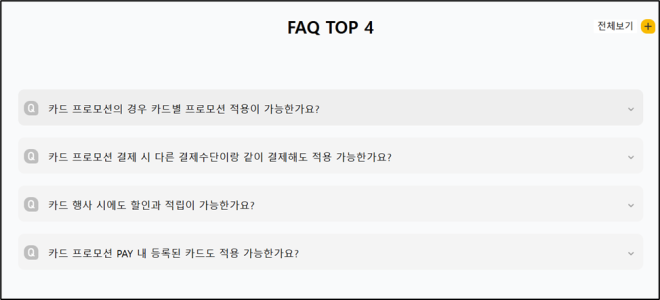 FAQ TOP 4
전체보기 +
Q 카드 프로모션의 경우 카드별 프로모션 적용이 가능한가요?
Q 카드 프로모션 결제 시 다른 결제수단이랑 같이 결제해도 적용 가능한가요?
Q 카드 행사 시에도 할인과 적립이 가능한가요?
Q 카드 프로모션 PAY 내 등록된 카드도 적용 가능한가요?